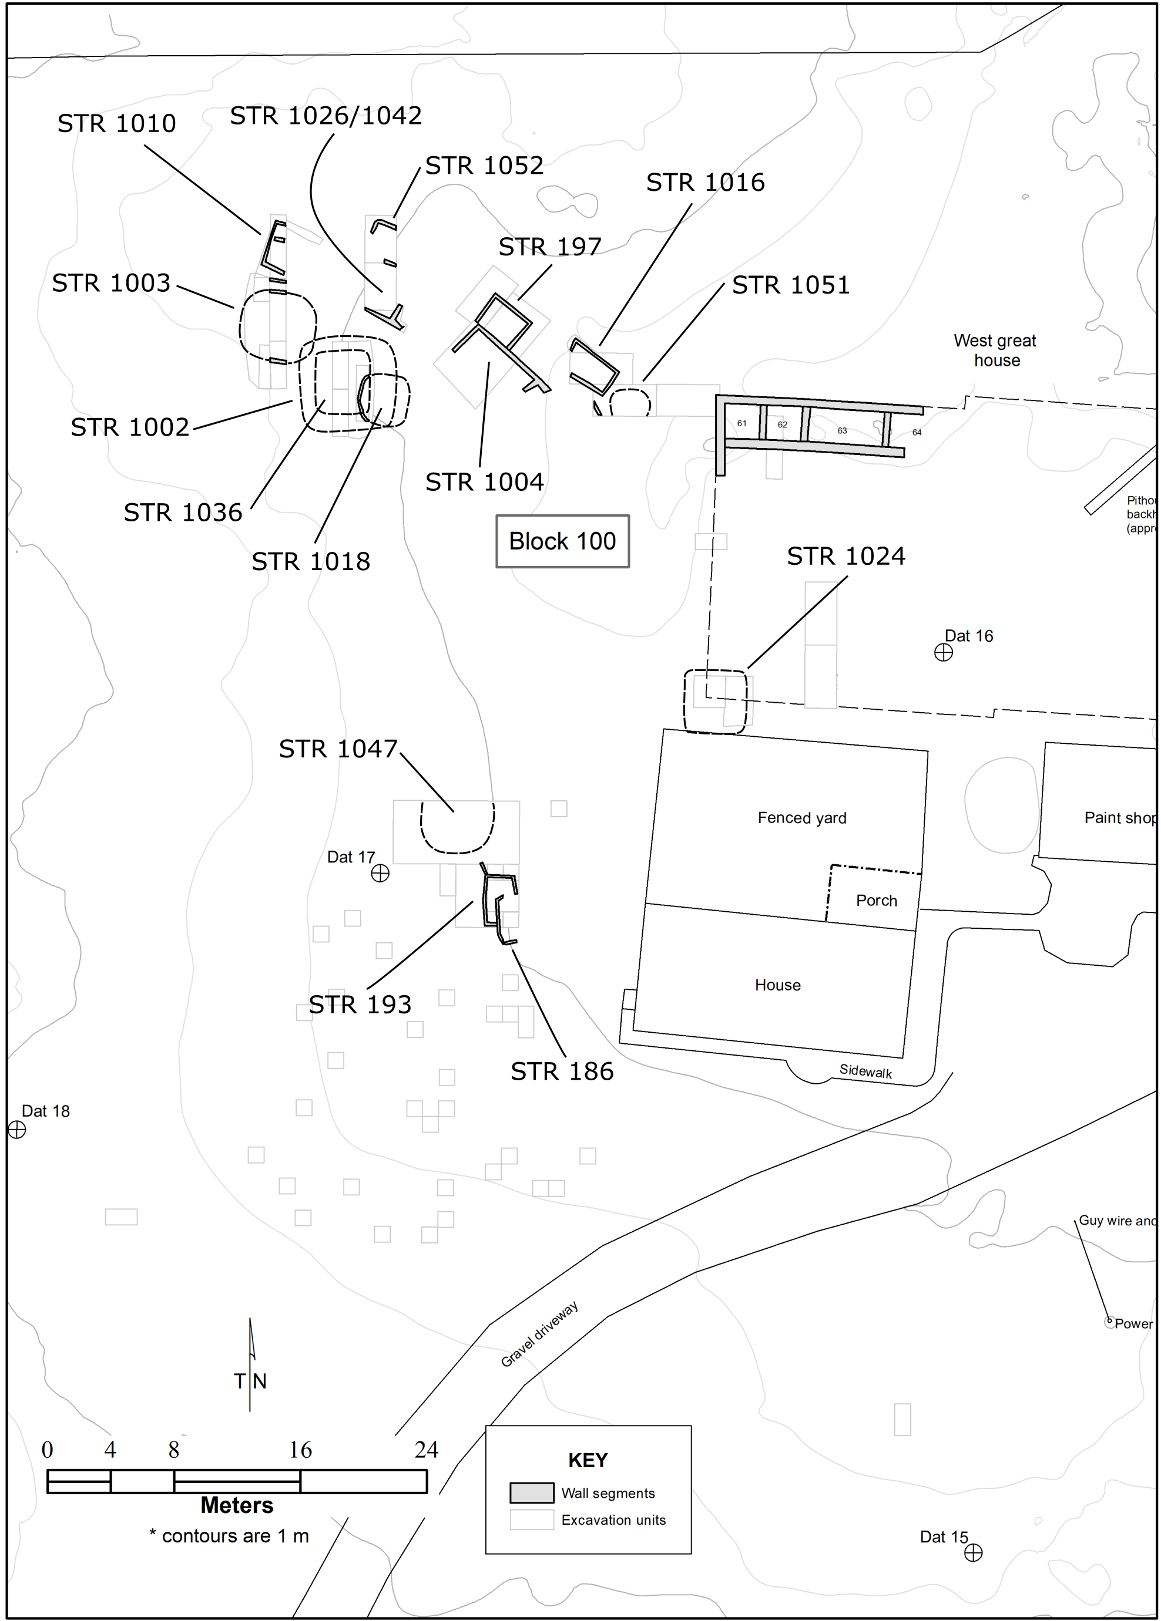 STR 1010
STR 1026/1042
STR 1052
STR 1016
STR 197
STR 1003
STR 1051
West great
house
61
62
63
64
STR 1002
STR 1004
Pithou
backh
(appro
STR 1036
Block 100
STR 1018
STR 1024
Dat 16
STR 1047
Fenced yard
Paint shop
Dat 17
Porch
House
STR 193
STR 186
Sidewalk
Dat 18
Guy wire and
Gravel driveway
Power
T N
0 4 8 16 24
Meters
* contours are 1 m
KEY
Wall segments
Excavation units
Dat 15